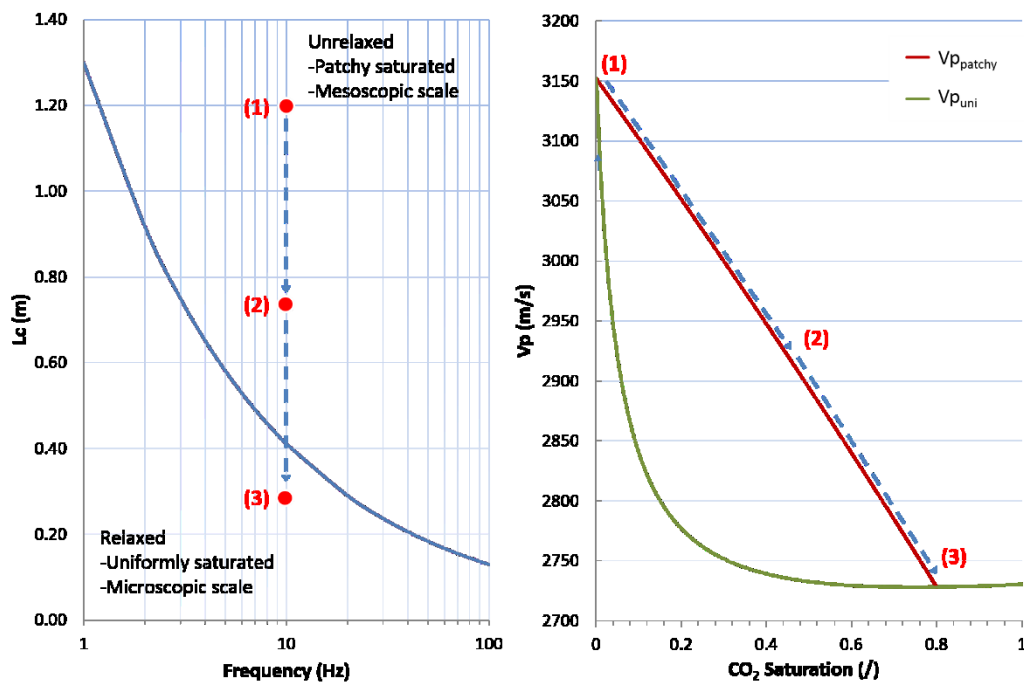 1.40
1.20
1.00
0.80
0.60
0.40
0.20
0.00
Lc (m)
Unrelaxed
-Patchy saturated
-Mesoscopic scale
(1)
(2)
(3)
Relaxed
-Uniformly saturated
-Microscopic scale
1
10
100
Frequency (Hz)
3200
3150
3100
3050
3000
2950
2900
2850
2800
2750
2700
Vp (m/s)
(1)
Vppatchy
Vpuni
(2)
(3)
0
0.2
0.4
0.6
0.8
1
CO2 Saturation (/)